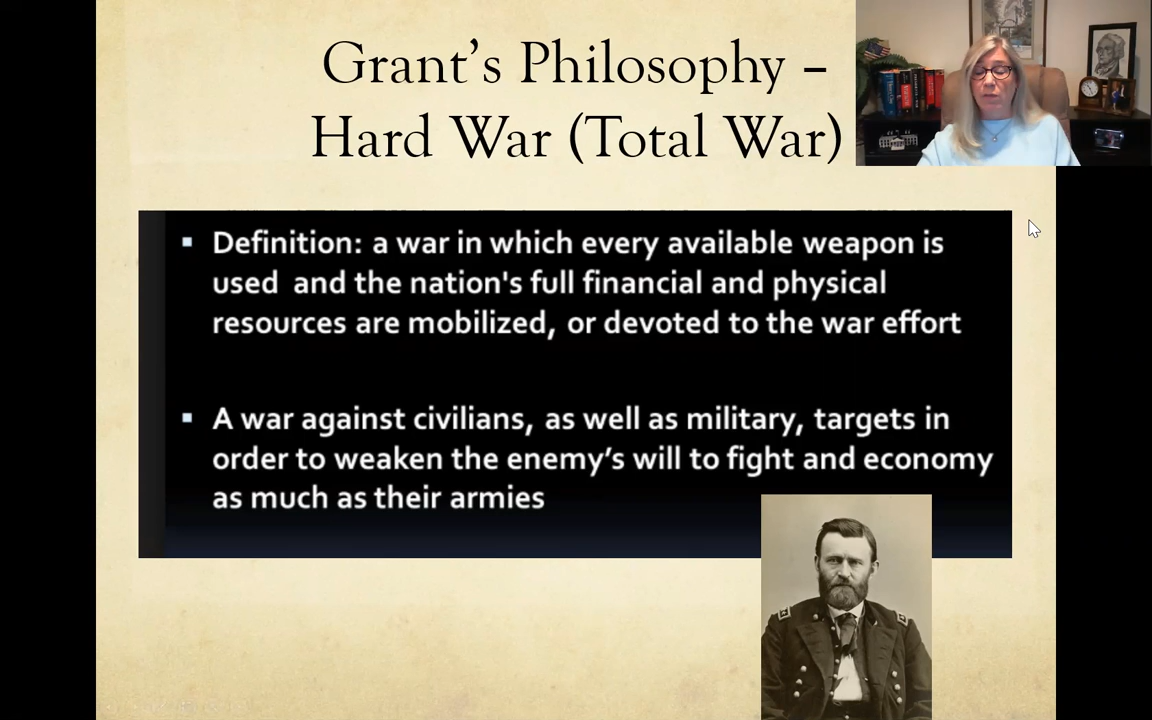 Grant's Philosophy –
Hard War (Total War)
▪ Definition: a war in which every available weapon is
used and the nation's full financial and physical
resources are mobilized, or devoted to the war effort
▪ A war against civilians, as well as military, targets in
order to weaken the enemy's will to fight and economy
as much as their armies